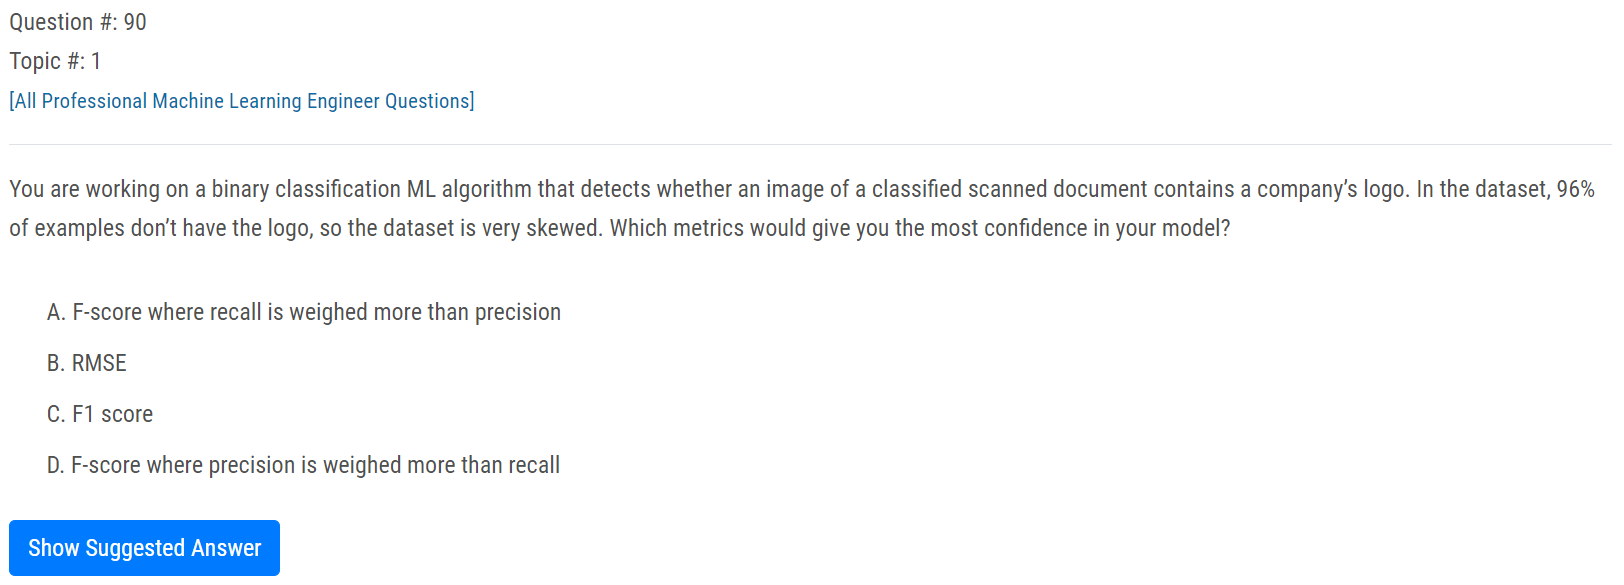 Question #: 90
Topic #: 1
[All Professional Machine Learning Engineer Questions]
You are working on a binary classification ML algorithm that detects whether an image of a classified scanned document contains a company’s logo. In the dataset, 96%
of examples don’t have the logo, so the dataset is very skewed. Which metrics would give you the most confidence in your model?
A. F-score where recall is weighed more than precision
B. RMSE
C. F1 score
D. F-score where precision is weighed more than recall
Show Suggested Answer